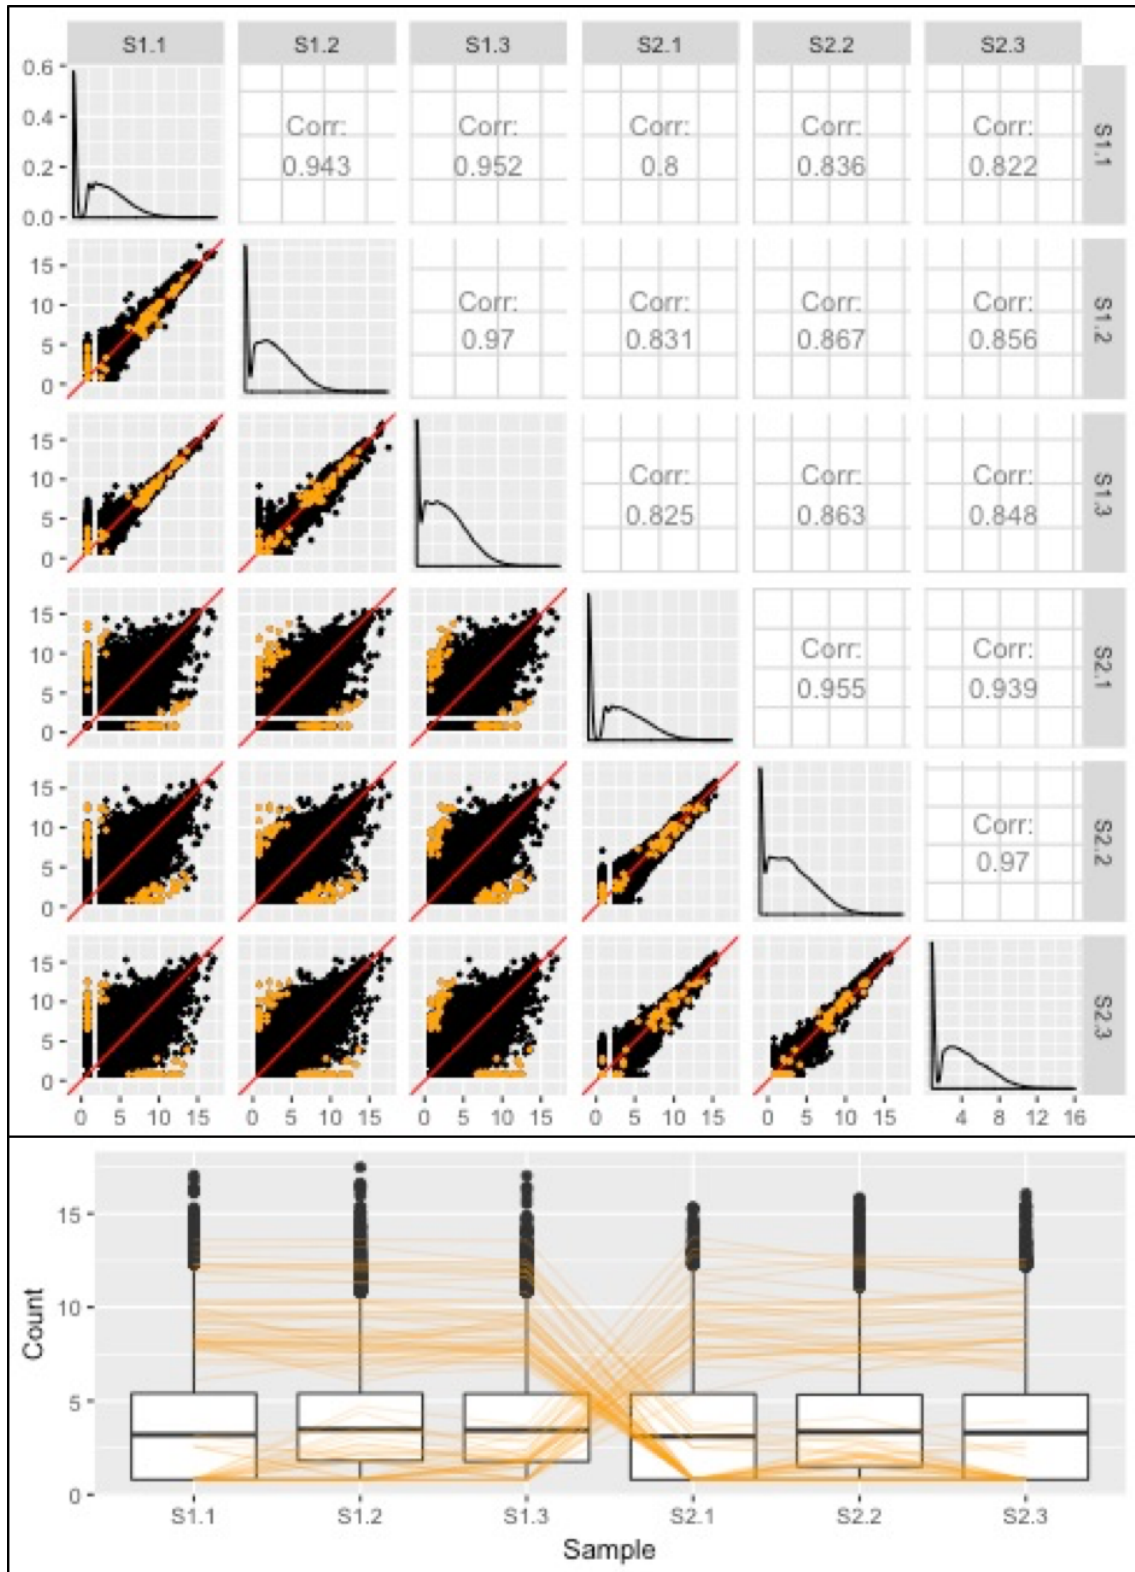 S1.1 S1.2 S1.3 S2.1 S2.2 S2.3
0.6
0.4
0.2
0.0
Corr:
0.943
Corr:
0.952
Corr:
0.8
Corr:
0.836
Corr:
0.822
S1.1
15
10
5
0
Corr:
0.97
Corr:
0.831
Corr:
0.867
Corr:
0.856
S1.2
15
10
5
0
Corr:
0.825
Corr:
0.863
Corr:
0.848
S1.3
15
10
5
0
Corr:
0.955
Corr:
0.939
S2.1
15
10
5
0
Corr:
0.97
S2.2
15
10
5
0
S2.3
0 5 10 15 0 5 10 15 0 5 10 15 0 5 10 15 0 5 10 15 4 8 12 16
Count
15
10
5
0
S1.1 S1.2 S1.3 S2.1 S2.2 S2.3
Sample